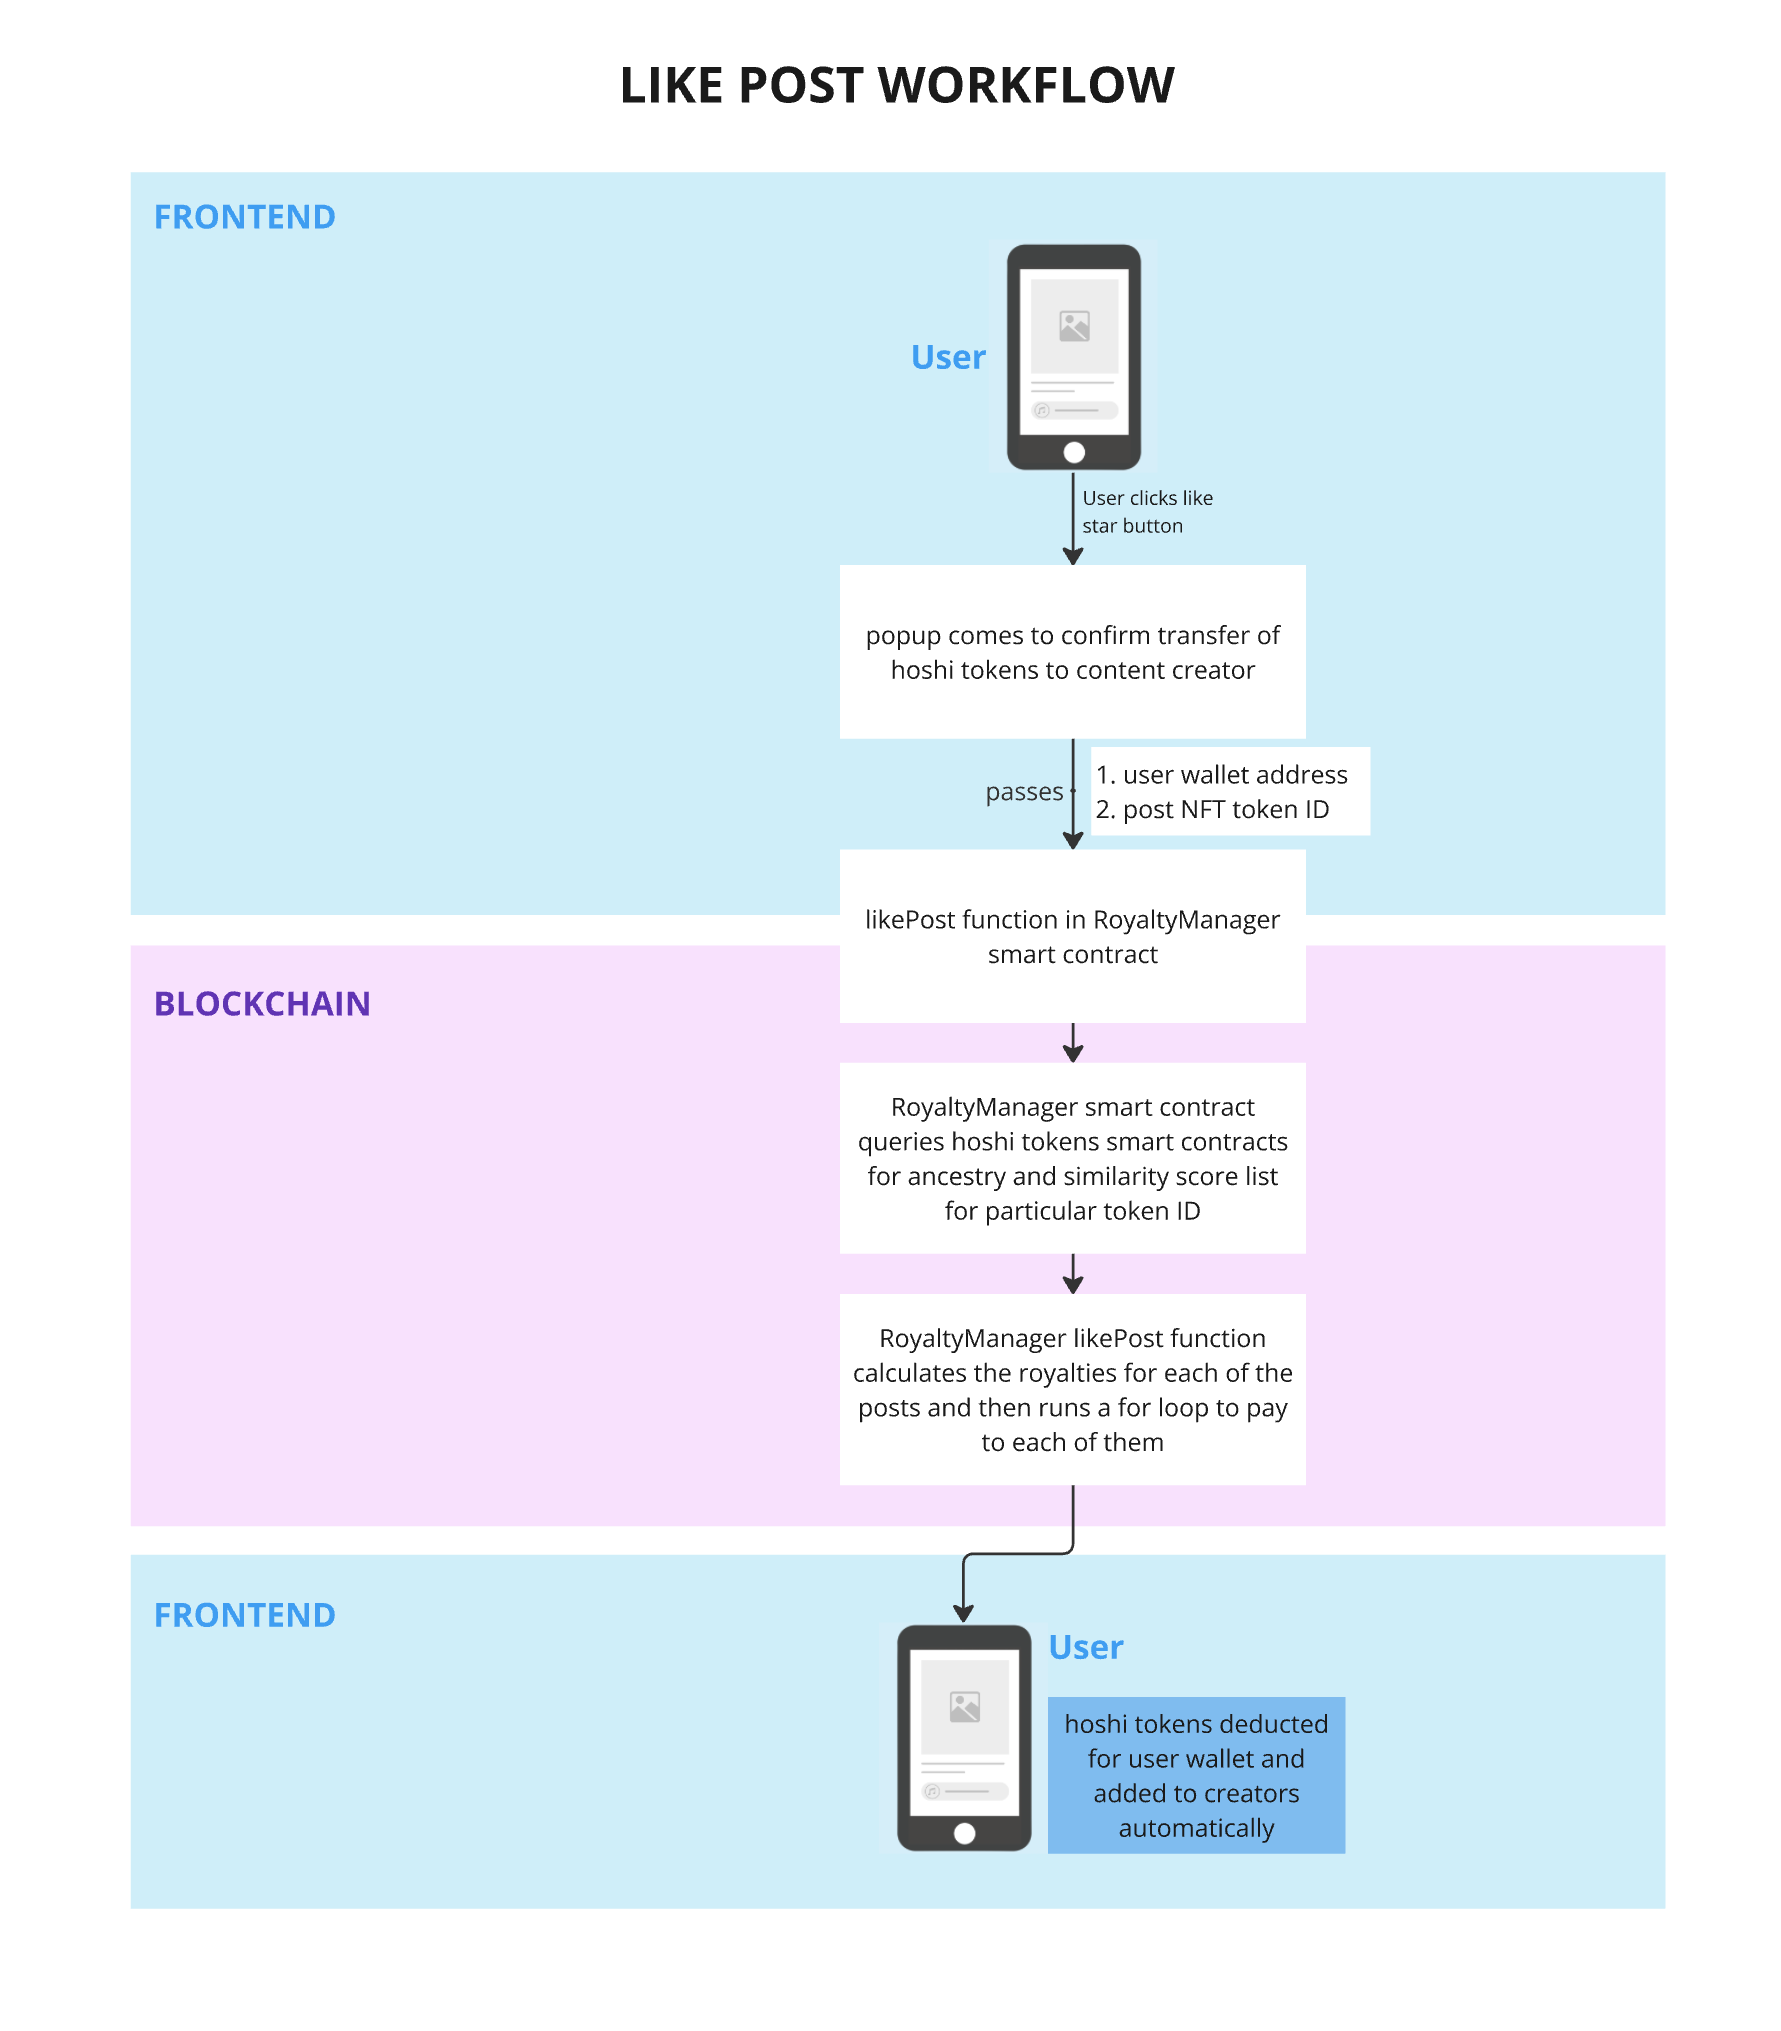 LIKE POST WORKFLOW
FRONTEND
User
User clicks like
star button
popup comes to confirm transfer of
hoshi tokens to content creator
passes
1. user wallet address
2. post NFT token ID
likePost function in RoyaltyManager
smart contract
BLOCKCHAIN
RoyaltyManager smart contract
queries hoshi tokens smart contracts
for ancestry and similarity score list
for particular token ID
RoyaltyManager likePost function
calculates the royalties for each of the
posts and then runs a for loop to pay
to each of them
FRONTEND
User
hoshi tokens deducted
for user wallet and
added to creators
automatically